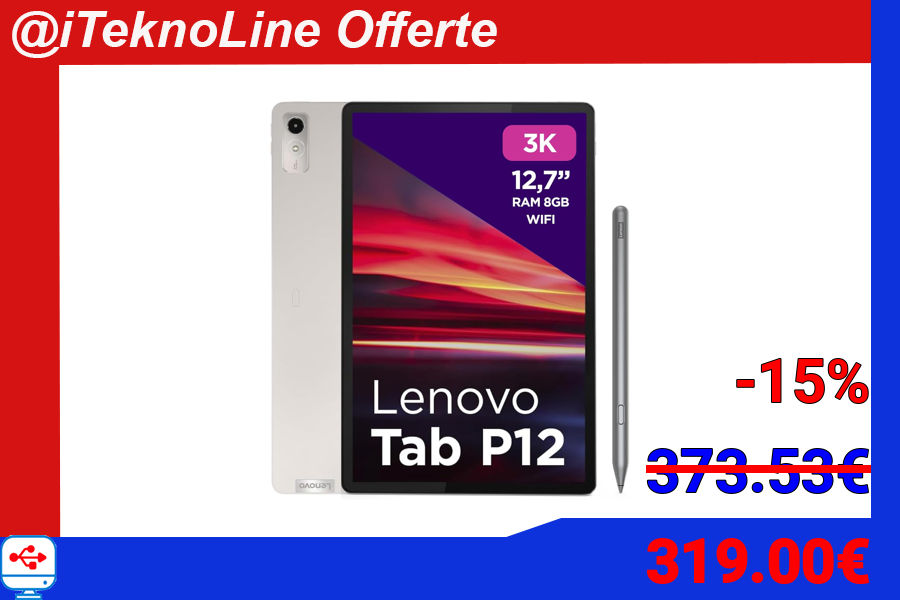 @iTeknoLine Offerte
3K
12,7”
RAM 8GB
WIFI
Lenovo
Tab P12
Lenovo
-15%
373.53€
319.00€